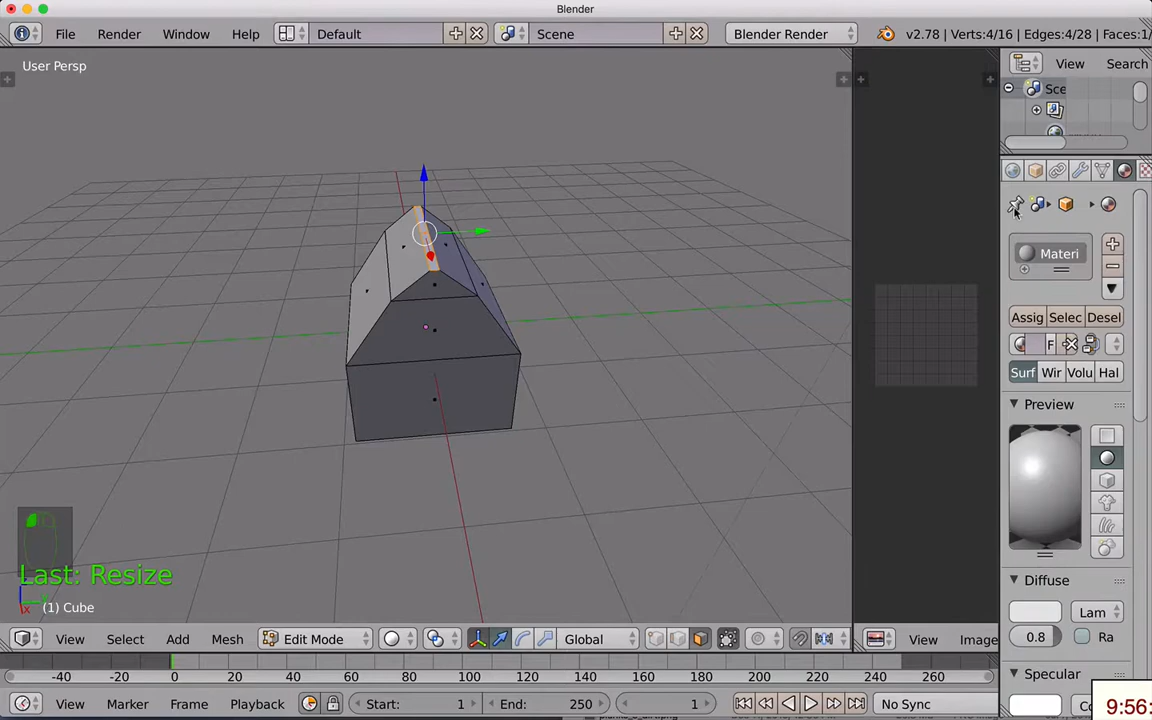 Blender
File Render Window Help Default Scene Blender Render v2.78 | Verts:4/16 | Edges:4/28 | Faces:1/
User Persp
View Search
Sce
Materi
Assig Selec Desel
F
Surf Wir Volu Hal
Preview
Diffuse
Lam
0.8 Ra
Specular
Last: Resize
(1) Cube
View Select Add Mesh Edit Mode Global View Image
-40 -20 0 20 40 60 80 100 120 140 160 180 200 220 240 260
View Marker Frame Playback Start: 1 End: 250 1 No Sync
9:56: